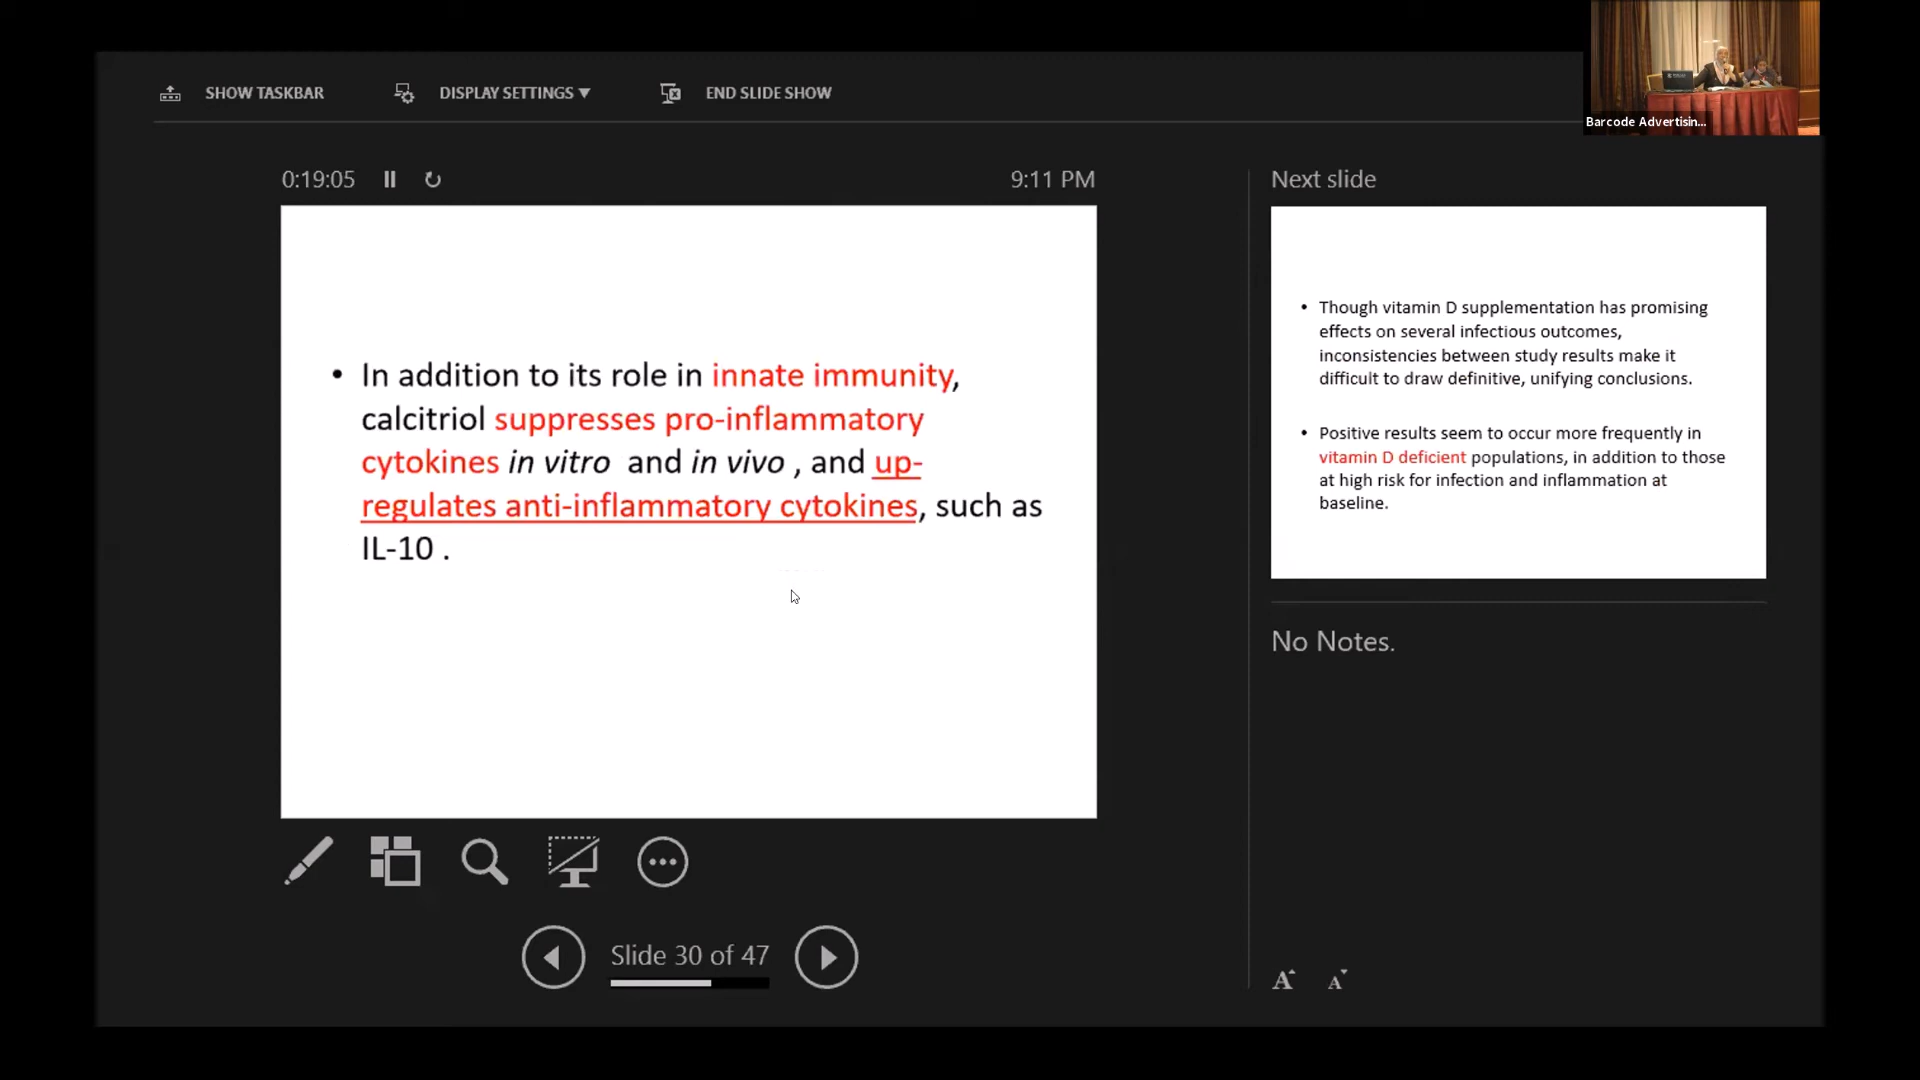 SHOW TASKBAR
DISPLAY SETTINGS ▼
END SLIDE SHOW
Barcode Advertisin...
0:19:05
9:11 PM
• In addition to its role in innate immunity,
calcitriol suppresses pro-inflammatory
cytokines in vitro and in vivo , and up-
regulates anti-inflammatory cytokines, such as
IL-10 .
Next slide
• Though vitamin D supplementation has promising
effects on several infectious outcomes,
inconsistencies between study results make it
difficult to draw definitive, unifying conclusions.
• Positive results seem to occur more frequently in
vitamin D deficient populations, in addition to those
at high risk for infection and inflammation at
baseline.
No Notes.
Slide 30 of 47
A A